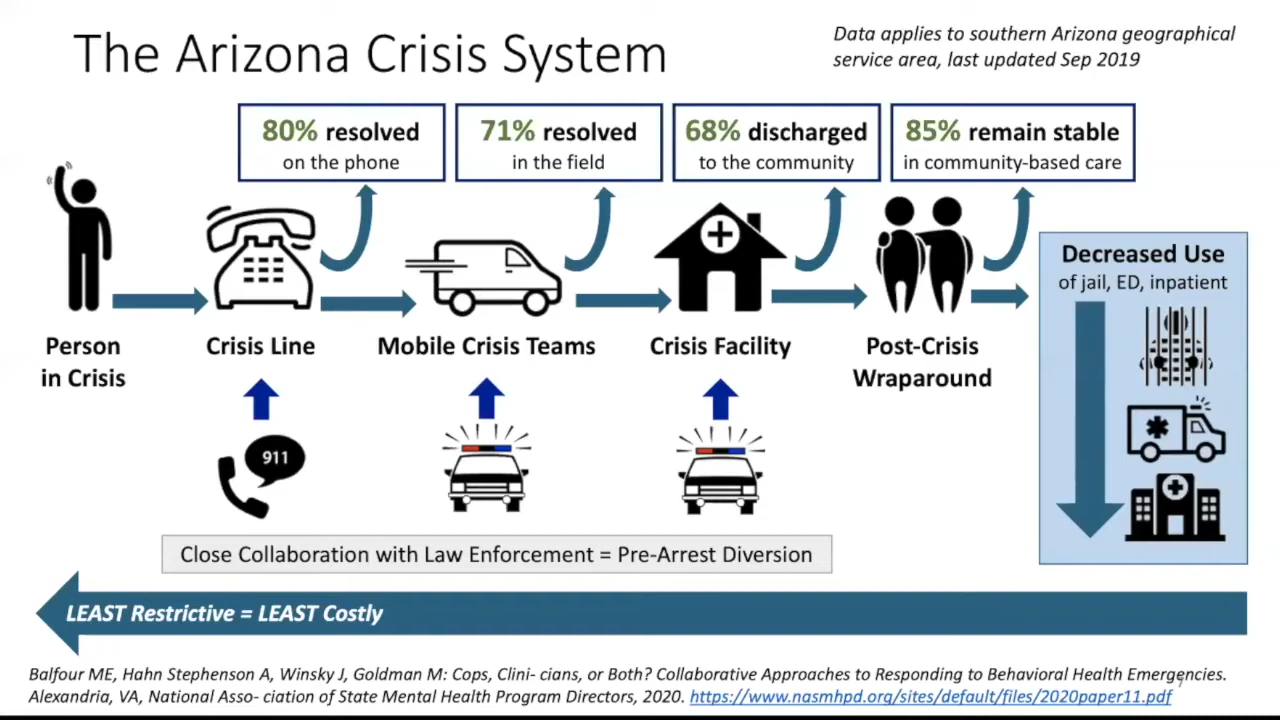 The Arizona Crisis System
Data applies to southern Arizona geographical
service area, last updated Sep 2019
80% resolved
on the phone
71% resolved
in the field
68% discharged
to the community
85% remain stable
in community-based care
Person
in Crisis
Crisis Line
Mobile Crisis Teams
Crisis Facility
Post-Crisis
Wraparound
Decreased Use
of jail, ED, inpatient
911
Close Collaboration with Law Enforcement = Pre-Arrest Diversion
LEAST Restrictive = LEAST Costly
Balfour ME, Hahn Stephenson A, Winsky J, Goldman M: Cops, Clini- cians, or Both? Collaborative Approaches to Responding to Behavioral Health Emergencies.
Alexandria, VA, National Asso- ciation of State Mental Health Program Directors, 2020. https://www.nasmhpd.org/sites/default/files/2020paper11.pdf
7